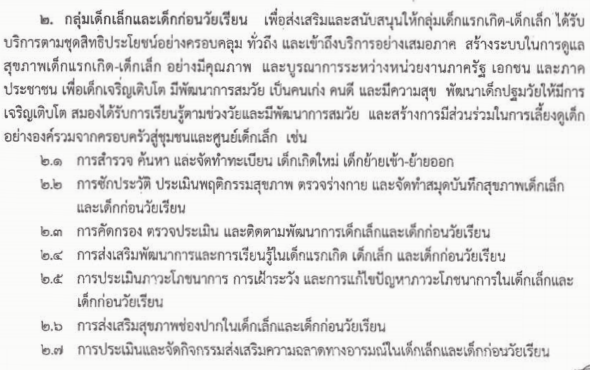 ๒. กลุ่มเด็กเล็กและเด็กก่อนวัยเรียน เพื่อส่งเสริมและสนับสนุนให้กลุ่มเด็กแรกเกิด-เด็กเล็ก ได้รับ
บริการตามชุดสิทธิประโยชน์อย่างครอบคลุม ทั่วถึง และเข้าถึงบริการอย่างเสมอภาค สร้างระบบในการดูแล
สุขภาพเด็กแรกเกิด-เด็กเล็ก อย่างมีคุณภาพ และบูรณาการระหว่างหน่วยงานภาครัฐ เอกชน และภาค
ประชาชน เพื่อเด็กเจริญเติบโต มีพัฒนาการสมวัย เป็นคนเก่ง คนดี และมีความสุข พัฒนาเด็กปฐมวัยให้มีการ
เจริญเติบโต สมองได้รับการเรียนรู้ตามช่วงวัยและมีพัฒนาการสมวัย และสร้างการมีส่วนร่วมในการเลี้ยงดูเด็ก
อย่างองค์รวมจากครอบครัวสู่ชุมชนและศูนย์เด็กเล็ก เช่น
๒.๑ การสำรวจ ค้นหา และจัดทำทะเบียน เด็กเกิดใหม่ เด็กย้ายเข้า-ย้ายออก
๒.๒ การซักประวัติ ประเมินพฤติกรรมสุขภาพ ตรวจร่างกาย และจัดทำสมุดบันทึกสุขภาพเด็กเล็ก
และเด็กก่อนวัยเรียน
๒.๓ การคัดกรอง ตรวจประเมิน และติดตามพัฒนาการเด็กเล็กและเด็กก่อนวัยเรียน
๒.๔ การส่งเสริมพัฒนาการและการเรียนรู้ในเด็กแรกเกิด เด็กเล็ก และเด็กก่อนวัยเรียน
๒.๕ การประเมินภาวะโภชนาการ การเฝ้าระวัง และการแก้ไขปัญหาภาวะโภชนาการในเด็กเล็กและ
เด็กก่อนวัยเรียน
๒.๖ การส่งเสริมสุขภาพช่องปากในเด็กเล็กและเด็กก่อนวัยเรียน
๒.๗ การประเมินและจัดกิจกรรมส่งเสริมความฉลาดทางอารมณ์ในเด็กเล็กและเด็กก่อนวัยเรียน